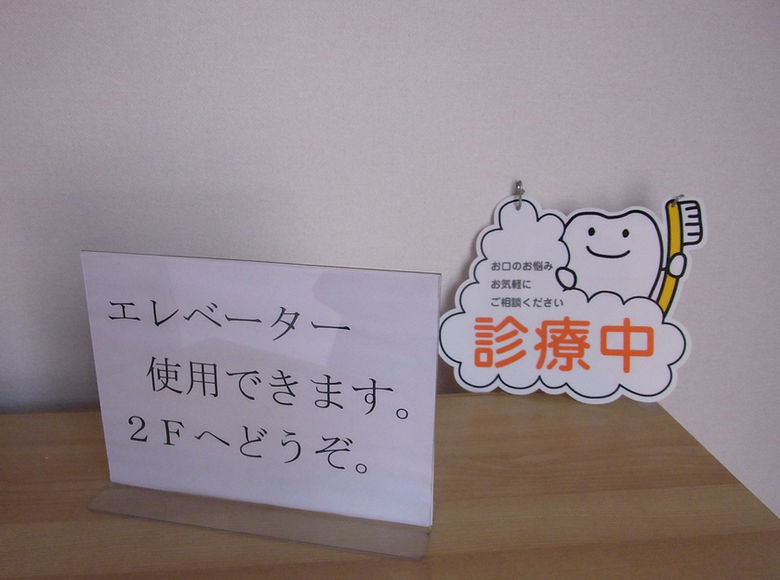 エレベーター
使用できます。
２Ｆへどうぞ。
お口のお悩み
お気軽に
ご相談ください
診療中